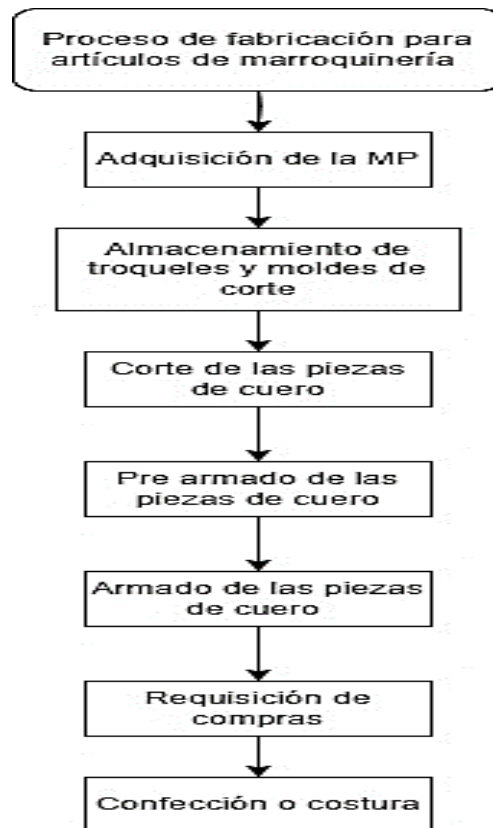 Proceso de fabricación para
artículos de marroquinería
Adquisición de la MP
Almacenamiento de
troqueles y moldes de
corte
Corte de las piezas
de cuero
Pre armado de las
piezas de cuero
Armado de las piezas
de cuero
Requisición de
compras
Confección o costura